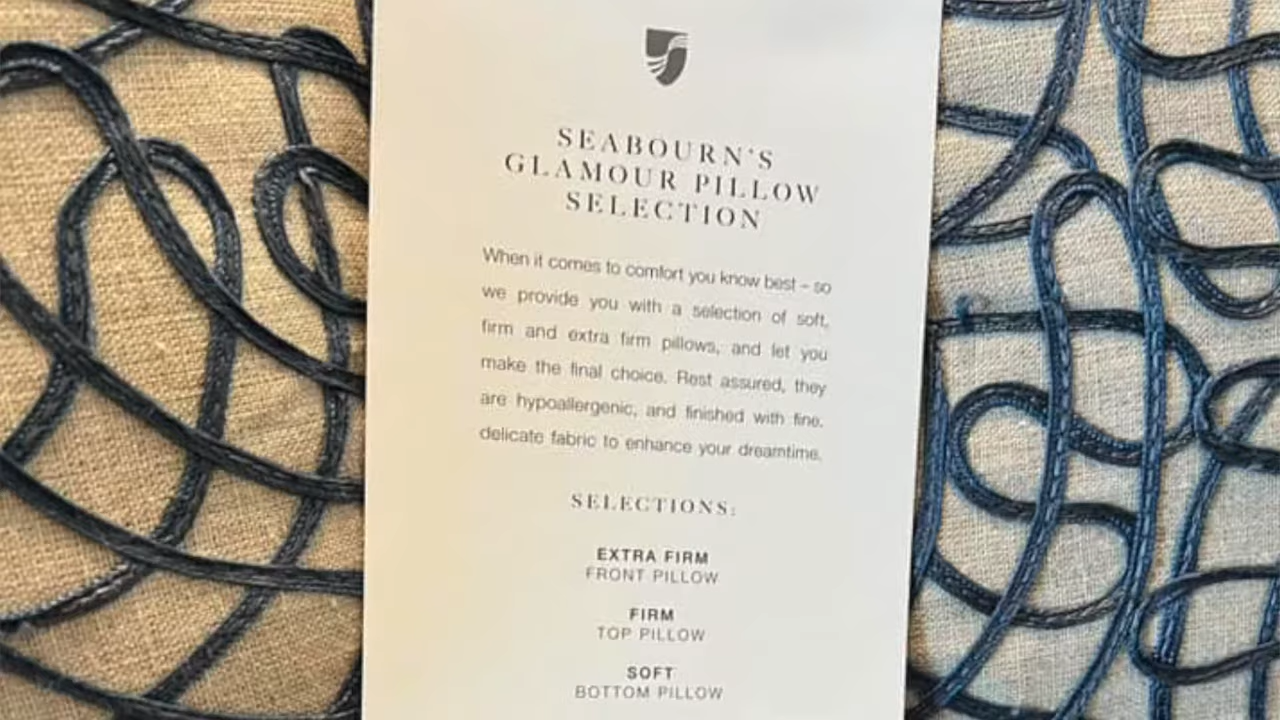 SEABOURN'S
GLAMOUR PILLOW
SELECTION
When it comes to comfort you know best – so
we provide you with a selection of soft,
firm and extra firm pillows, and let you
make the final choice. Rest assured, they
are hypoallergenic, and finished with fine,
delicate fabric to enhance your dreamtime.
SELECTIONS:
EXTRA FIRM
FRONT PILLOW
FIRM
TOP PILLOW
SOFT
BOTTOM PILLOW